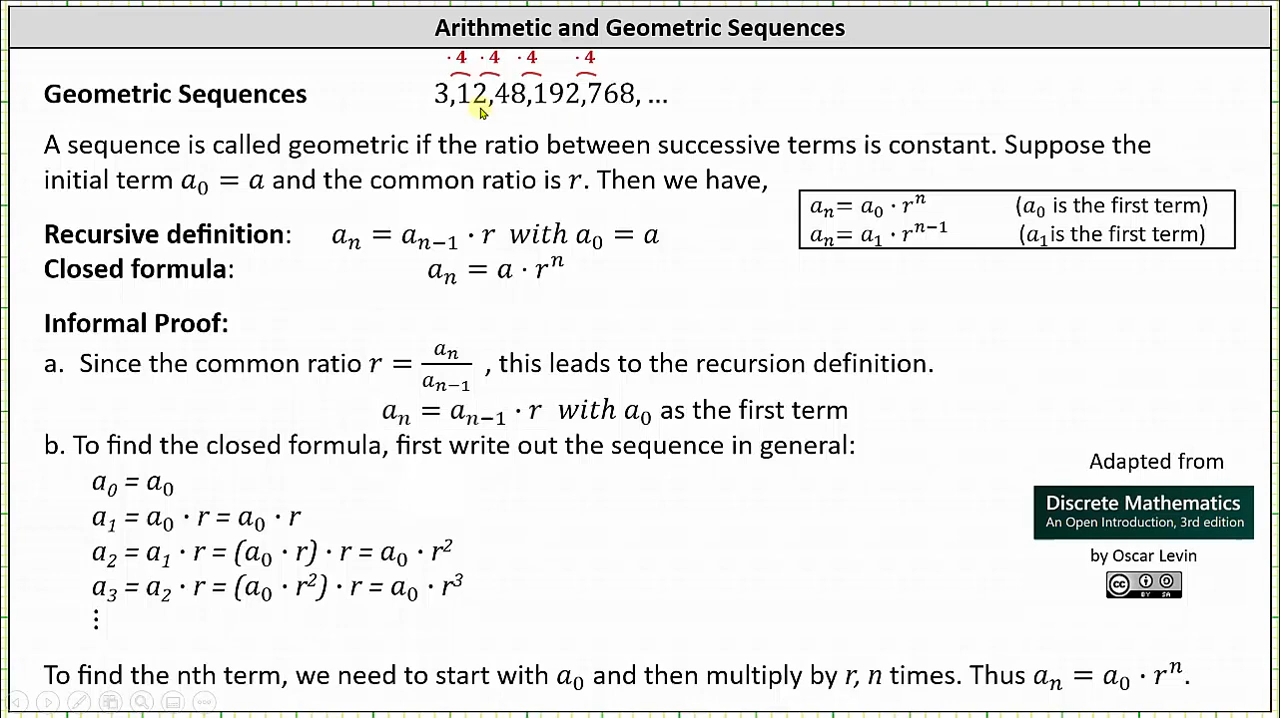 Arithmetic and Geometric Sequences
· 4 · 4 · 4 · 4
Geometric Sequences 3,12,48,192,768, …
A sequence is called geometric if the ratio between successive terms is constant. Suppose the
initial term a₀ = a and the common ratio is r. Then we have,
aₙ= a₀ · rⁿ (a₀ is the first term)
aₙ= a₁ · rⁿ⁻¹ (a₁is the first term)
Recursive definition: aₙ = aₙ₋₁ · r with a₀ = a
Closed formula: aₙ = a · rⁿ
Informal Proof:
a. Since the common ratio r = aₙ/aₙ₋₁ , this leads to the recursion definition.
aₙ = aₙ₋₁ · r with a₀ as the first term
b. To find the closed formula, first write out the sequence in general:
a₀ = a₀
a₁ = a₀ · r = a₀ · r
a₂ = a₁ · r = (a₀ · r) · r = a₀ · r²
a₃ = a₂ · r = (a₀ · r²) · r = a₀ · r³
⋮
Adapted from
Discrete Mathematics
An Open Introduction, 3rd edition
by Oscar Levin
cc BY SA
To find the nth term, we need to start with a₀ and then multiply by r, n times. Thus aₙ = a₀ · rⁿ.